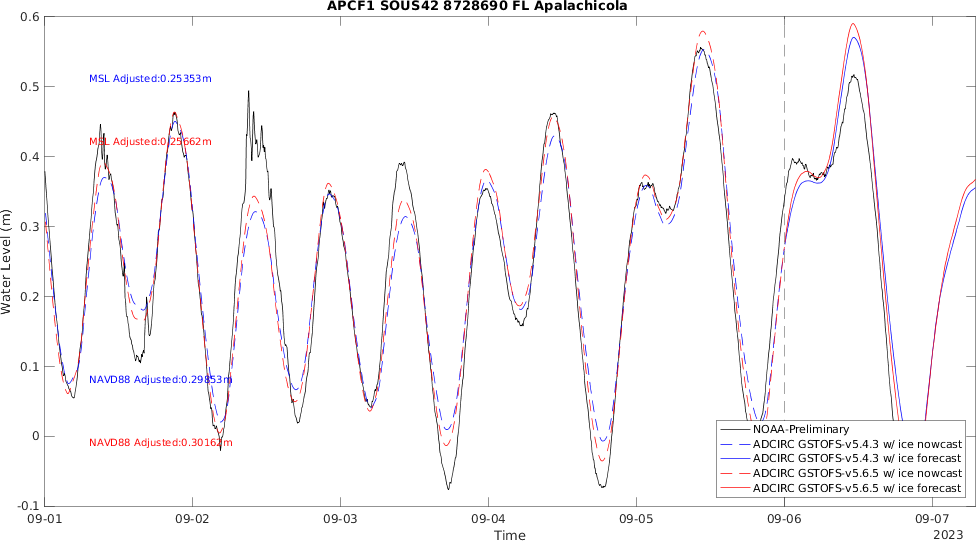 APCF1 SOUS42 8728690 FL Apalachicola
0.6
0.5
0.4
0.3
0.2
0.1
0
-0.1
Water Level (m)
MSL Adjusted:0.25353m
MSL Adjusted:0.25662m
NAVD88 Adjusted:0.29853m
NAVD88 Adjusted:0.30162m
NOAA-Preliminary
ADCIRC GSTOFS-v5.4.3 w/ ice nowcast
ADCIRC GSTOFS-v5.4.3 w/ ice forecast
ADCIRC GSTOFS-v5.6.5 w/ ice nowcast
ADCIRC GSTOFS-v5.6.5 w/ ice forecast
09-01 09-02 09-03 09-04 09-05 09-06 09-07
Time
2023